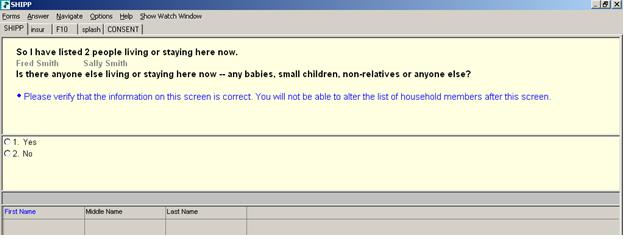 SHIPP
Forms Answer Navigate Options Help Show Watch Window
SHIPP insur F10 splash CONSENT
So I have listed 2 people living or staying here now.
Fred Smith Sally Smith
Is there anyone else living or staying here now -- any babies, small children, non-relatives or anyone else?
Please verify that the information on this screen is correct. You will not be able to alter the list of household members after this screen.
1. Yes
2. No
First Name Middle Name Last Name